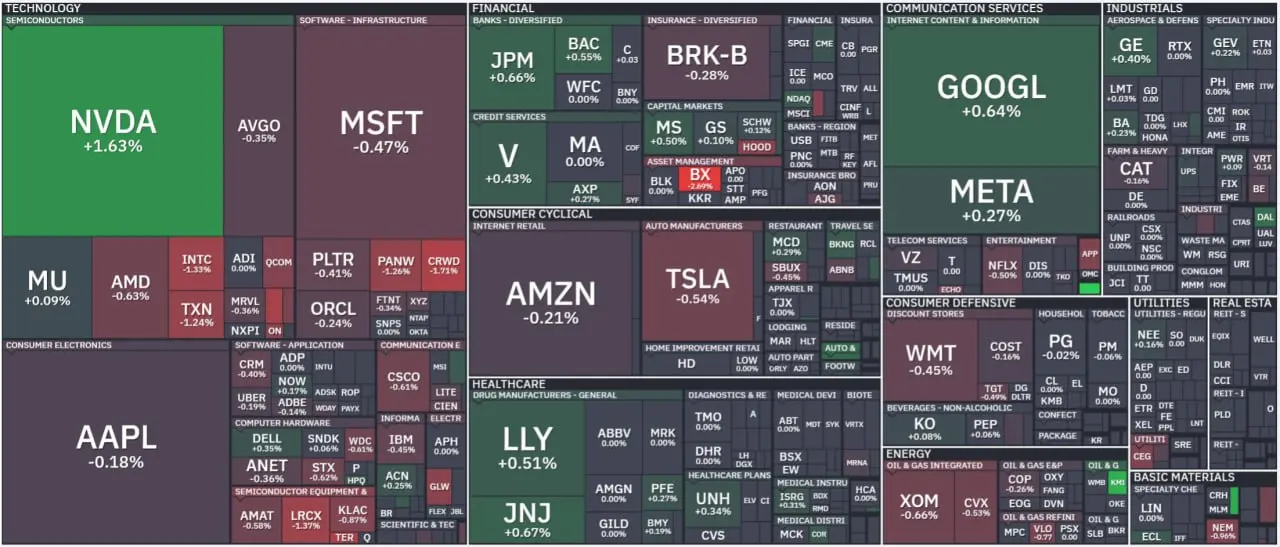 TECHNOLOGY
SEMICONDUCTORS
NVDA
+1.63%
AVGO
-0.35%
MU
+0.09%
AMD
-0.63%
INTC
-1.33%
TXN
-1.24%
ADI
0.00%
QCOM
MRVL
-0.36%
NXPI
ON
SOFTWARE - INFRASTRUCTURE
MSFT
-0.47%
PLTR
-0.41%
PANW
-1.26%
CRWD
-1.71%
ORCL
-0.24%
FTNT
-0.34%
XYZ
SNPS
0.00%
NTAP
OKTA
CONSUMER ELECTRONICS
AAPL
-0.18%
SOFTWARE - APPLICATION
CRM
-0.40%
ADP
0.00%
INTU
UBER
-0.19%
NOW
+0.17%
ADSK
ROP
ADBE
-0.14%
WDAY
PAYX
COMMUNICATION E
CSCO
-0.61%
MSI
LITE
CIEN
COMPUTER HARDWARE
DELL
+0.35%
SNDK
+0.06%
WDC
-0.61%
ANET
-0.36%
STX
-0.62%
P
HPQ
INFORMA
IBM
-0.45%
ACN
+0.25%
BR
ELECTR
APH
0.00%
GLW
FLEX
JBL
SEMICONDUCTOR EQUIPMENT &
AMAT
-0.58%
LRCX
-1.37%
KLAC
-0.87%
TER
Q
SCIENTIFIC & TEC
FINANCIAL
BANKS - DIVERSIFIED
JPM
+0.66%
BAC
+0.55%
C
+0.03
WFC
0.00%
BNY
0.00%
CREDIT SERVICES
V
+0.43%
MA
0.00%
COF
AXP
+0.27%
SYF
INSURANCE - DIVERSIFIED
BRK-B
-0.28%
CAPITAL MARKETS
MS
+0.50%
GS
+0.10%
SCHW
+0.12%
HOOD
ASSET MANAGEMENT
BLK
0.00%
BX
-2.69%
APO
0.00
KKR
STT
AMP
PFG
FINANCIAL
SPGI
CME
ICE
0.00%
MCO
NDAQ
MSCI
INSURA
CB
0.00
PGR
TRV
ALL
CINF
L
WRB
BANKS - REGION
USB
FITB
MET
PNC
0.00%
MTB
RF
KEY
AFL
INSURANCE BRO
AON
AJG
PRU
CONSUMER CYCLICAL
INTERNET RETAIL
AMZN
-0.21%
AUTO MANUFACTURERS
TSLA
-0.54%
F
HOME IMPROVEMENT RETAI
HD
LOW
0.00%
RESTAURANT
MCD
+0.29%
SBUX
-0.45%
TRAVEL SE
BKNG
RCL
ABNB
APPAREL R
TJX
0.00%
LODGING
MAR
HLT
RESIDE
AUTO PART
ORLY
AZO
AUTO &
FOOTW
HEALTHCARE
DRUG MANUFACTURERS - GENERAL
LLY
+0.51%
JNJ
+0.67%
ABBV
MRK
0.00%
AMGN
0.00%
PFE
+0.27%
GILD
0.00%
BMY
+0.19%
DIAGNOSTICS & RE
TMO
0.00%
A
DHR
0.00%
LH
DGX
HEALTHCARE PLANS
UNH
+0.34%
ELV
CI
CVS
MEDICAL DEVI
ABT
0.00%
MDT
SYK
BSX
EW
BIOTE
VRTX
MRNA
MEDICAL INSTRU
ISRG
+0.31%
BDX
RMD
HCA
0.00%
MEDICAL DISTRI
MCK
COR
COMMUNICATION SERVICES
INTERNET CONTENT & INFORMATION
GOOGL
+0.64%
META
+0.27%
TELECOM SERVICES
VZ
T
0.00
TMUS
0.00%
ECHO
ENTERTAINMENT
NFLX
-0.50%
DIS
0.00%
TKO
APP
OMC
INDUSTRIALS
AEROSPACE & DEFENS
GE
+0.40%
RTX
0.00%
LMT
+0.03%
GD
0.00
BA
+0.23%
TDG
0.00%
LHX
HONA
SPECIALTY INDU
GEV
+0.22%
ETN
+0.03
PH
0.00%
EMR
ITW
CMI
0.00
ROK
AME
IR
OTIS
FARM & HEAVY
CAT
-0.16%
DE
0.00%
INTEGR
UPS
PWR
+0.09
VRT
-0.14
FIX
EME
BE
RAILROADS
UNP
0.00%
CSX
0.00%
NSC
0.00%
INDUSTRI
CTAS
DAL
UAL
CPRT
LUV
WASTE MA
WM
RSG
URI
BUILDING PROD
JCI
TT
0.00
CONGLOM
MMM
HON
CONSUMER DEFENSIVE
DISCOUNT STORES
WMT
-0.45%
COST
-0.16%
TGT
-0.49%
DG
DLTR
HOUSEHOL
PG
-0.02%
CL
0.00
EL
KMB
TOBACC
PM
-0.06%
MO
0.00%
BEVERAGES - NON-ALCOHOLIC
KO
+0.08%
PEP
+0.06%
CONFECT
PACKAGE
KR
ENERGY
OIL & GAS INTEGRATED
XOM
-0.66%
CVX
-0.53%
OIL & GAS E&P
COP
-0.26%
OXY
FANG
EOG
DVN
OIL & G
WMB
KMI
OKE
OIL & GAS REFINI
MPC
VLO
-0.77
PSX
0.00
OIL & G
SLB
BKR
UTILITIES
UTILITIES - REGU
NEE
+0.16%
SO
0.00
DUK
AEP
0.00
EXC
ED
D
0.00
ETR
DTE
FE
XEL
PPL
LNT
UTILITI
CEG
SRE
REAL ESTA
REIT - S
EQIX
WELL
DLR
CCI
VTR
REIT - I
PLD
O
REIT -
BASIC MATERIALS
SPECIALTY CHE
LIN
0.00%
ECL
IFF
CRH
MLM
NEM
-0.96%